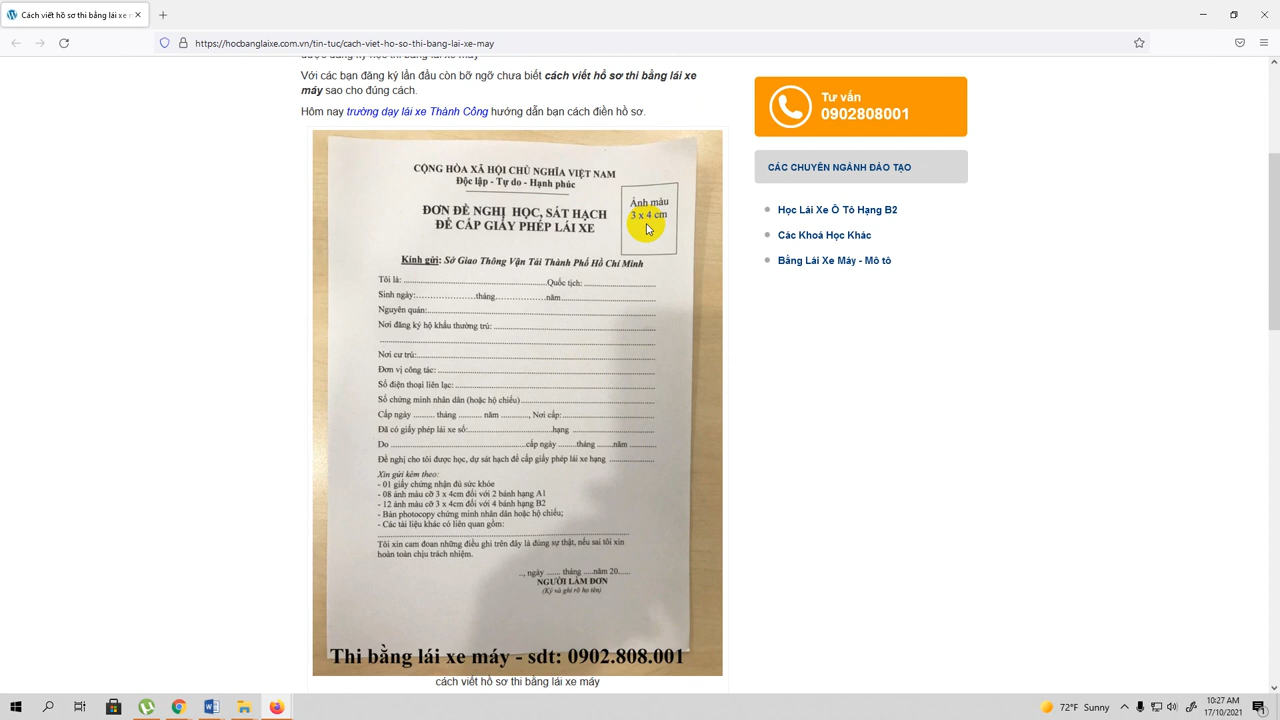 Cách viết hồ sơ thi bằng lái xe m
https://hocbanglaixe.com.vn/tin-tuc/cach-viet-ho-so-thi-bang-lai-xe-may
Với các bạn đăng ký lần đầu còn bỡ ngỡ chưa biết cách viết hồ sơ thi bằng lái xe
máy sao cho đúng cách.
Hôm nay trường dạy lái xe Thành Công hướng dẫn bạn cách điền hồ sơ.
CỘNG HÒA XÃ HỘI CHỦ NGHĨA VIỆT NAM
Độc lập - Tự do - Hạnh phúc
Ảnh màu
3 x 4 cm
ĐƠN ĐỀ NGHỊ HỌC, SÁT HẠCH
ĐỂ CẤP GIẤY PHÉP LÁI XE
Kính gửi: Sở Giao Thông Vận Tải Thành Phố Hồ Chí Minh
Tôi là: ..................Quốc tịch: ..................
Sinh ngày:..................tháng..................năm..................
Nguyên quán:..................
Nơi đăng ký hộ khẩu thường trú: ..................
..................
Nơi cư trú:..................
Đơn vị công tác: ..................
Số điện thoại liên lạc: ..................
Số chứng minh nhân dân (hoặc hộ chiếu) ..................
Cấp ngày .......... tháng .......... năm ..........., Nơi cấp:..................
Đã có giấy phép lái xe số:..................hạng ..................
Do ..................cấp ngày .......tháng .......năm ..........
Đề nghị cho tôi được học, dự sát hạch để cấp giấy phép lái xe hạng ..................
Xin gửi kèm theo:
- 01 giấy chứng nhận đủ sức khỏe
- 08 ảnh màu cỡ 3 x 4cm đối với 2 bánh hạng A1
- 12 ảnh màu cỡ 3 x 4cm đối với 4 bánh hạng B2
- Bản photocopy chứng minh nhân dân hoặc hộ chiếu;
- Các tài liệu khác có liên quan gồm:
..................
Tôi xin cam đoan những điều ghi trên đây là đúng sự thật, nếu sai tôi xin
hoàn toàn chịu trách nhiệm.
.., ngày ....... tháng .....năm 20......
NGƯỜI LÀM ĐƠN
(Ký và ghi rõ họ tên)
Thi bằng lái xe máy - sdt: 0902.808.001
cách viết hồ sơ thi bằng lái xe máy
Tư vấn
0902808001
CÁC CHUYÊN NGÀNH ĐÀO TẠO
Học Lái Xe Ô Tô Hạng B2
Các Khoá Học Khác
Bằng Lái Xe Máy - Mô tô
72°F Sunny
10:27 AM
17/10/2021